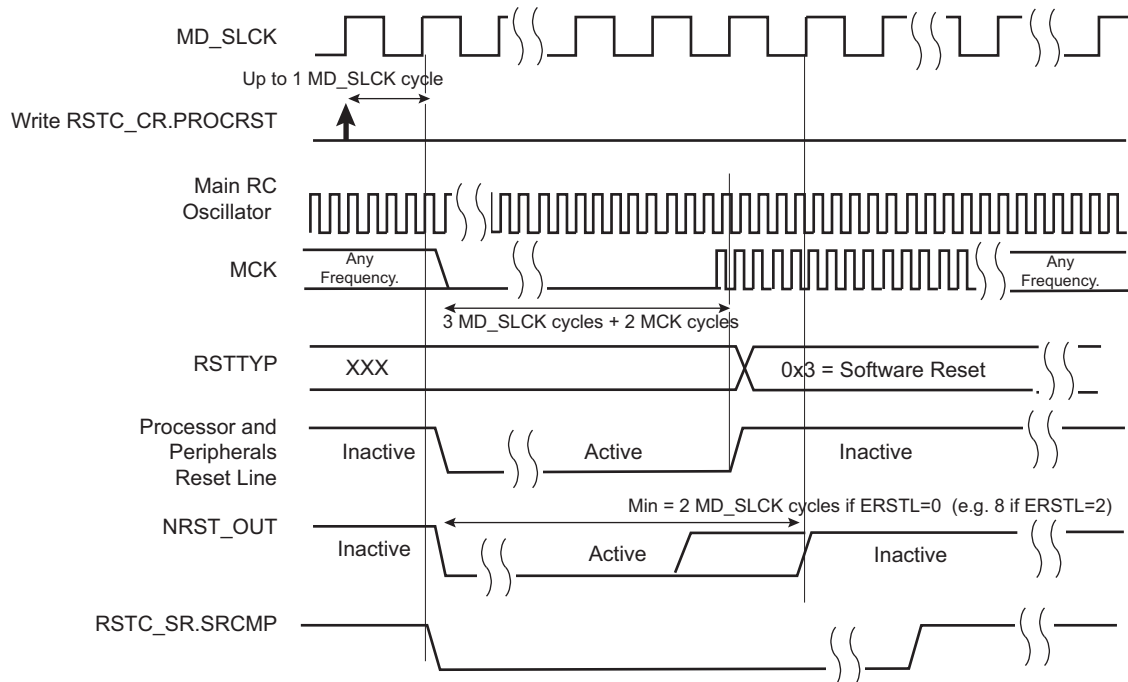 MD_SLCK
Up to 1 MD_SLCK cycle
Write RSTC_CR.PROCRST
Main RC
Oscillator
MCK
Any
Frequency.
Any
Frequency.
3 MD_SLCK cycles + 2 MCK cycles
RSTTYP
XXX
0x3 = Software Reset
Processor and
Peripherals
Reset Line
Inactive
Active
Inactive
Min = 2 MD_SLCK cycles if ERSTL=0 (e.g. 8 if ERSTL=2)
NRST_OUT
Inactive
Active
Inactive
RSTC_SR.SRCMP